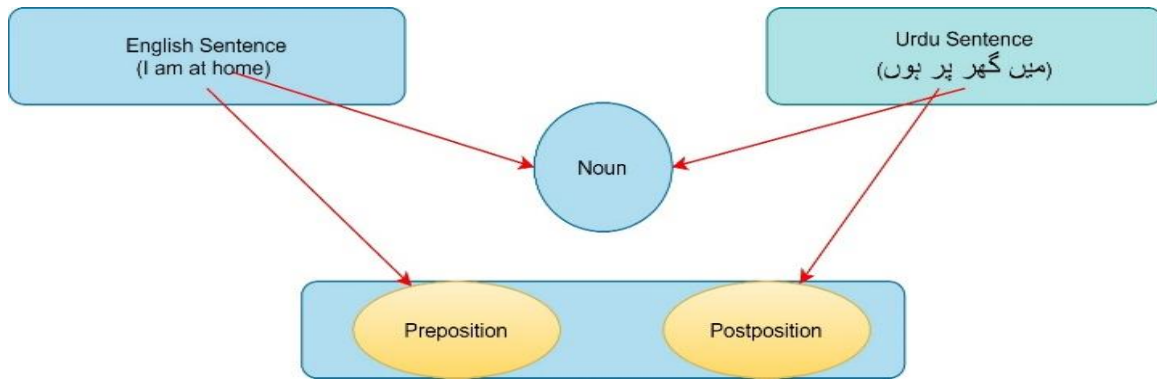 English Sentence
(I am at home)
Urdu Sentence
(میں گھر پر ہوں)
Noun
Preposition
Postposition